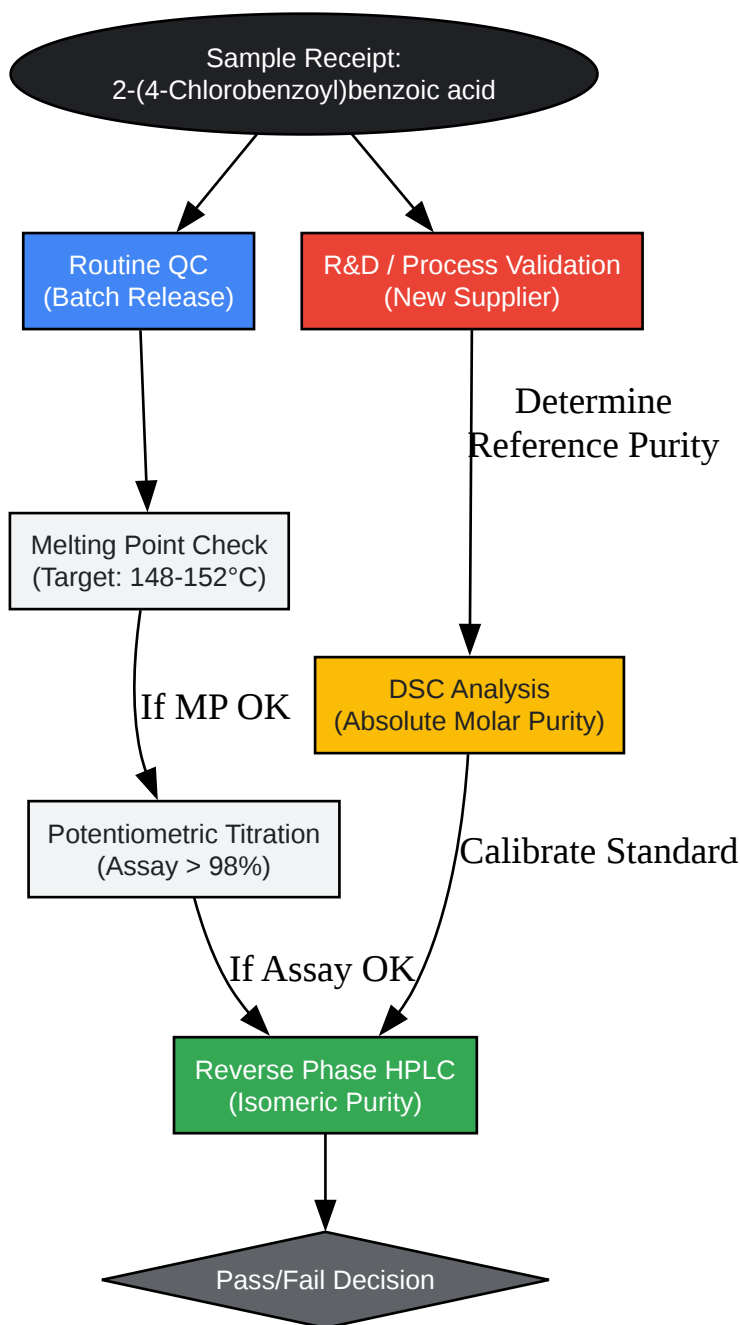 Sample Receipt:
2-(4-Chlorobenzoyl)benzoic acid
Routine QC
(Batch Release)
R&D / Process Validation
(New Supplier)
Determine
Reference Purity
Melting Point Check
(Target: 148-152°C)
If MP OK
DSC Analysis
(Absolute Molar Purity)
Potentiometric Titration
(Assay > 98%)
Calibrate Standard
If Assay OK
Reverse Phase HPLC
(Isomeric Purity)
Pass/Fail Decision